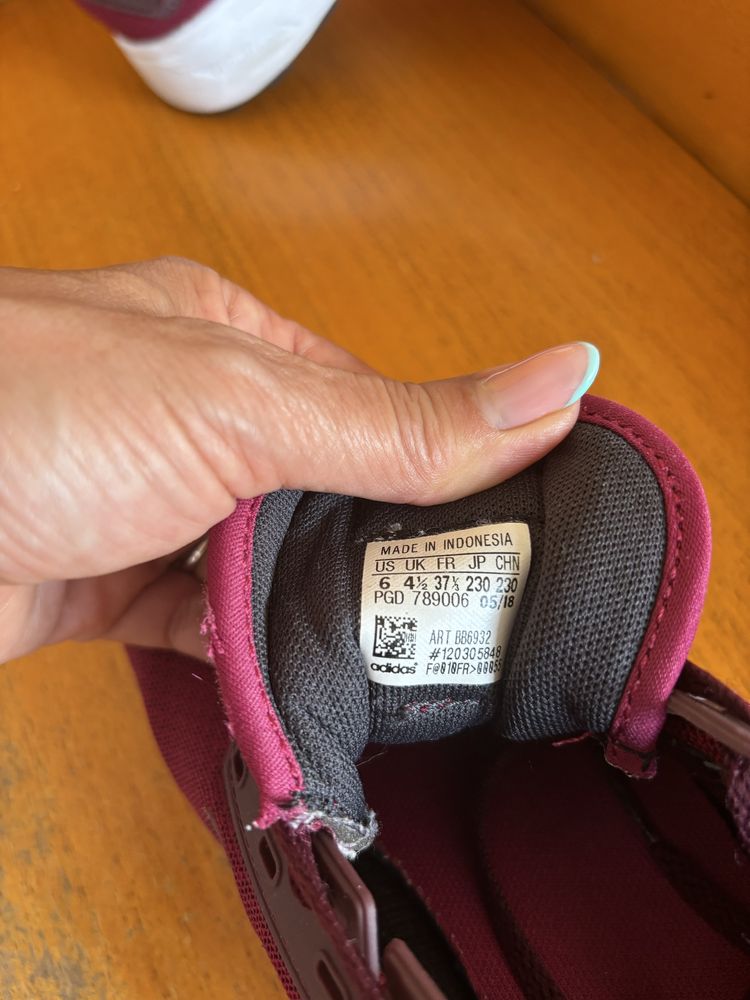 MADE IN INDONESIA
US UK FR JP CHN
6 4½ 37⅓ 230 230
PGD 789006 05/18
ART BB6932
#120305848
adidas